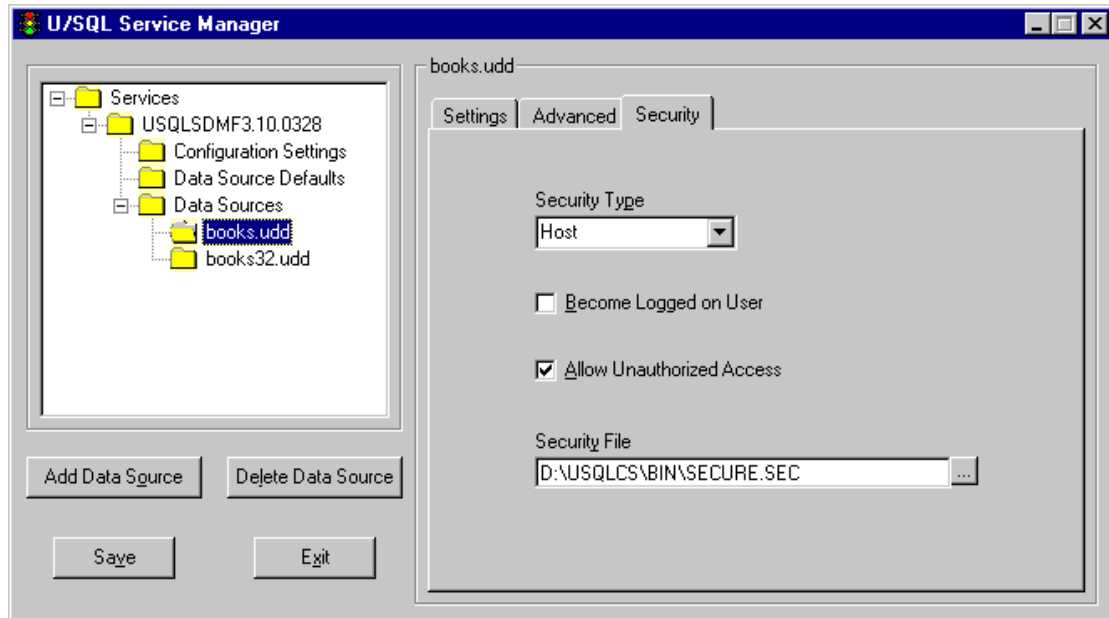 U/SQL Service Manager
Services
USQLSDMF3.10.0328
Configuration Settings
Data Source Defaults
Data Sources
books.udd
books32.udd
Add Data Source
Delete Data Source
Save
Exit
books.udd
Settings
Advanced
Security
Security Type
Host
Become Logged on User
Allow Unauthorized Access
Security File
D:\USQLCS\BIN\SECURE.SEC
...